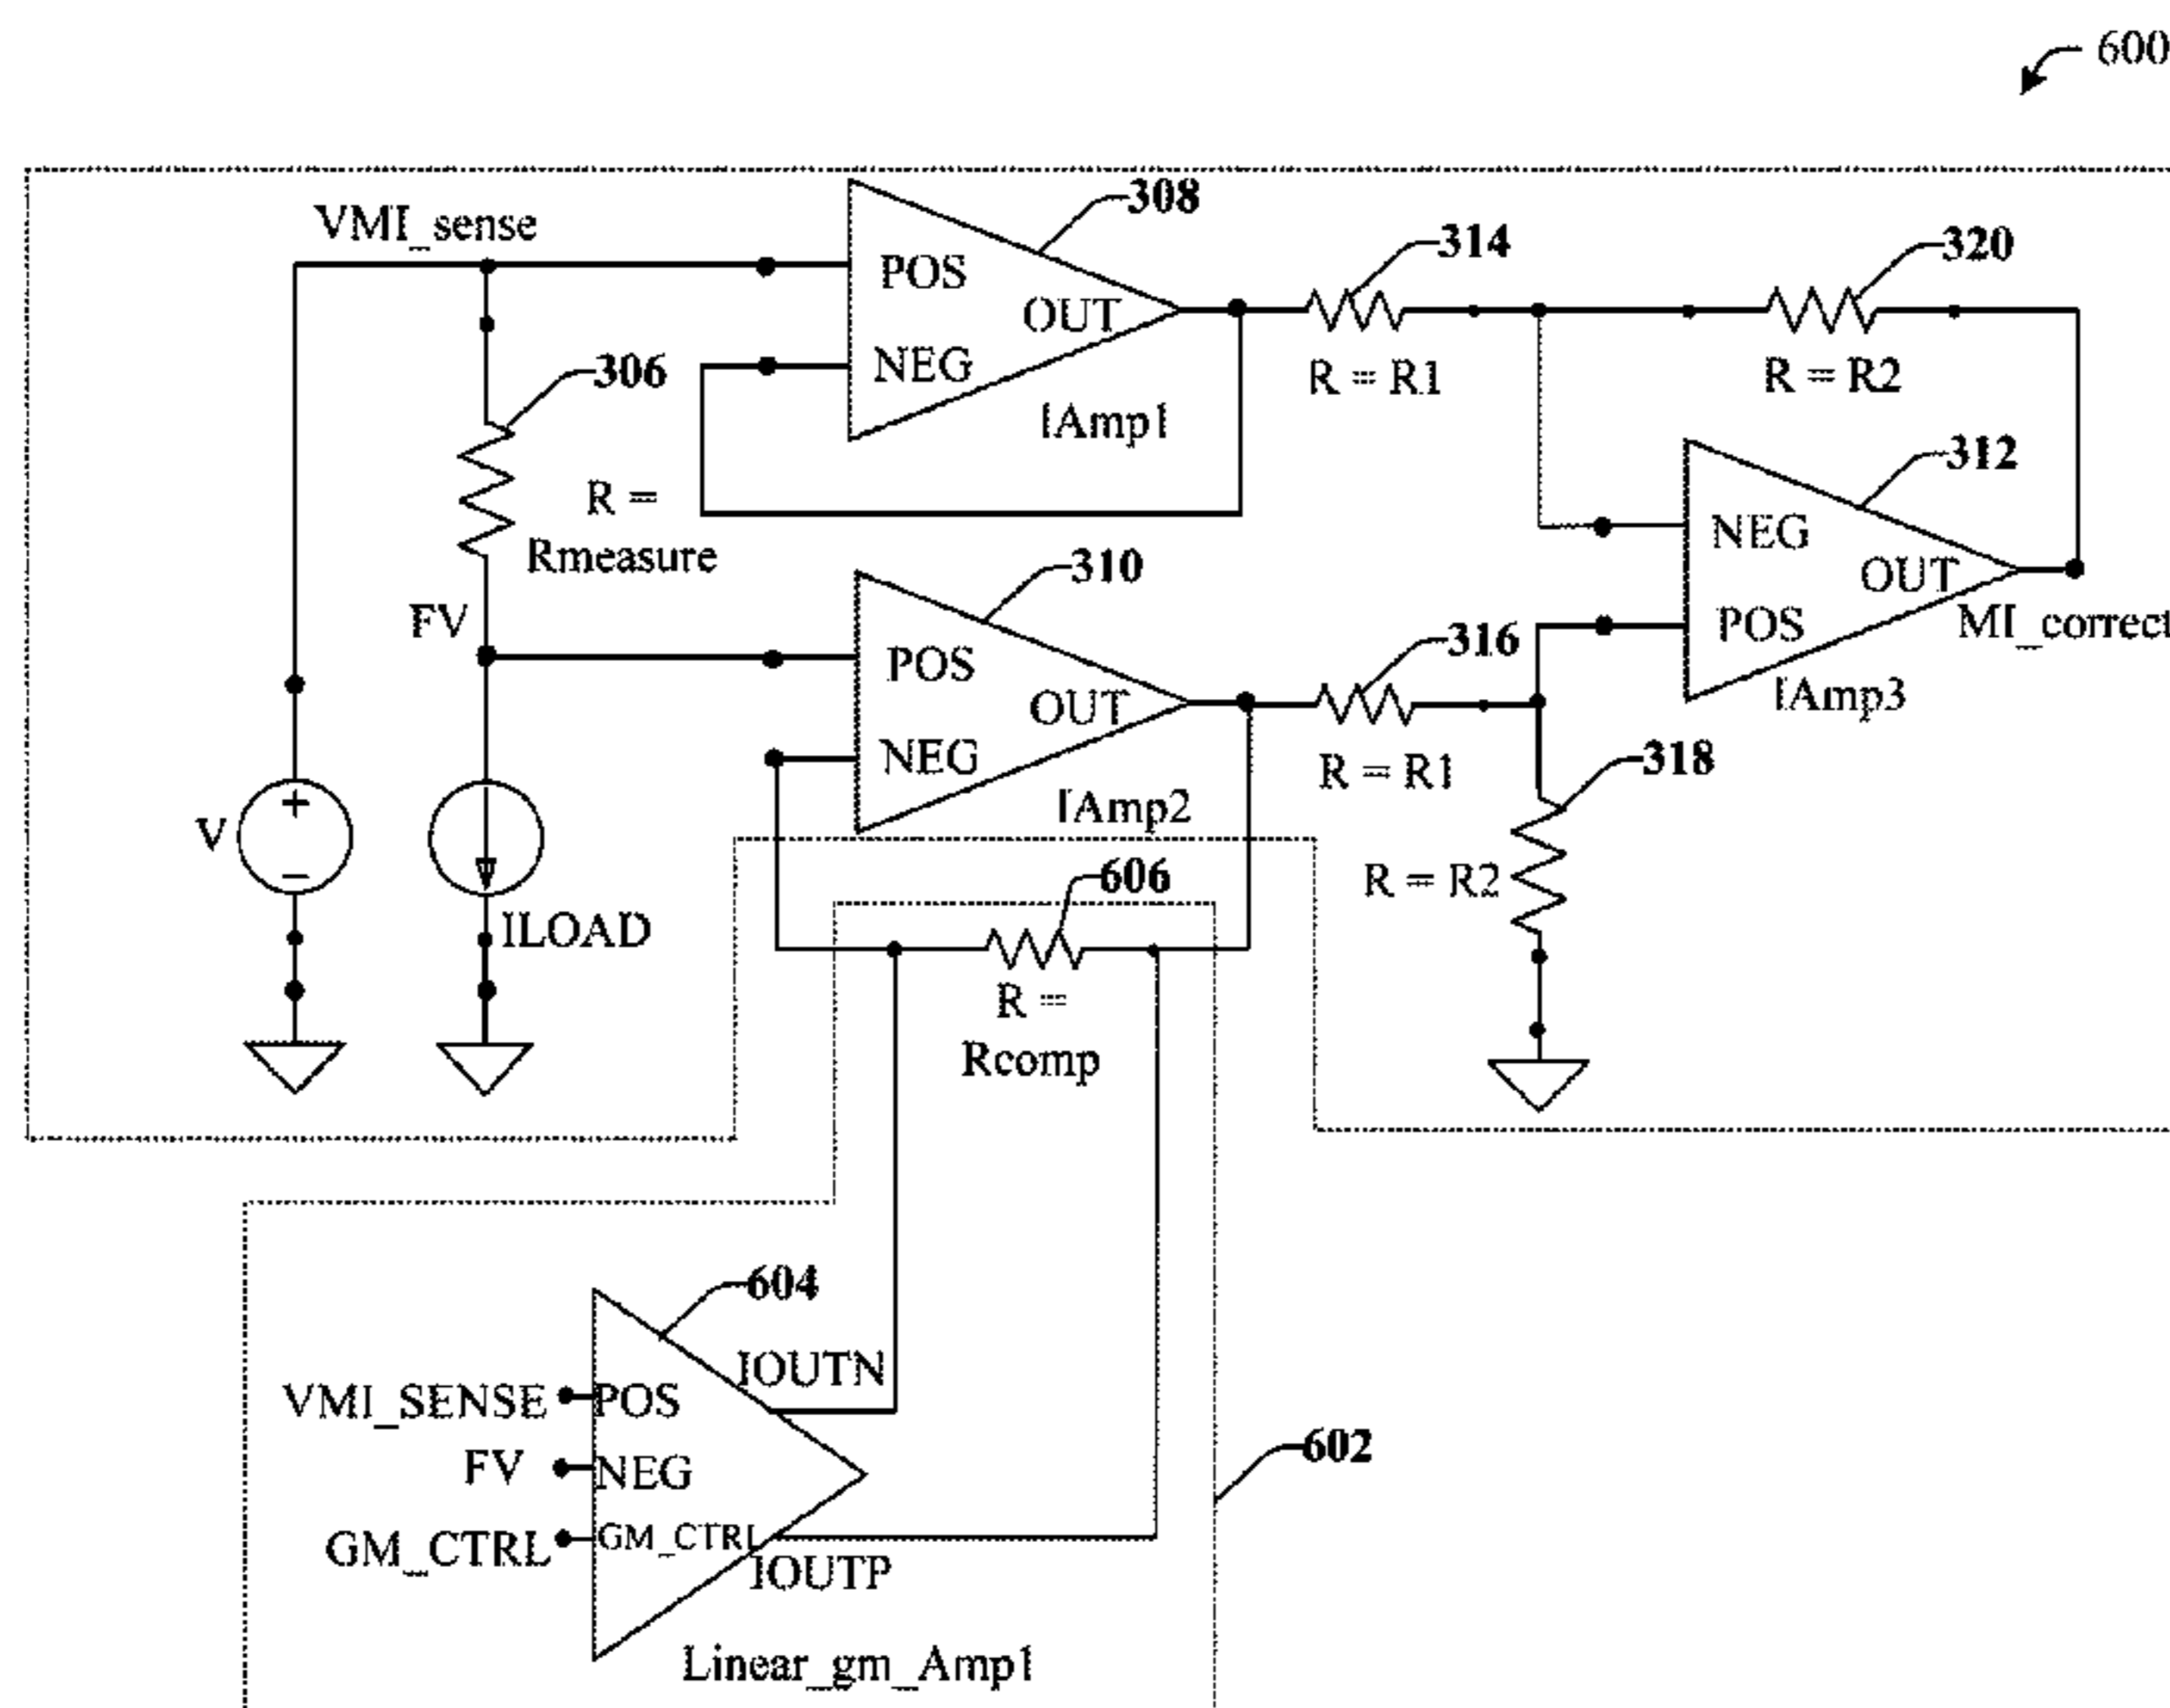 600
VMI_sense
308
POS
OUT
NEG
IAmp1
314
R = R1
320
R = R2
306
R =
Rmeasure
312
NEG
OUT
POS
MI_correct
IAmp3
FV
310
POS
OUT
NEG
IAmp2
316
R = R1
318
R = R2
V
+
−
ILOAD
606
R =
Rcomp
604
IOUTN
VMI_SENSE
POS
FV
NEG
GM_CTRL
GM_CTRL
IOUTP
602
Linear_gm_Amp1